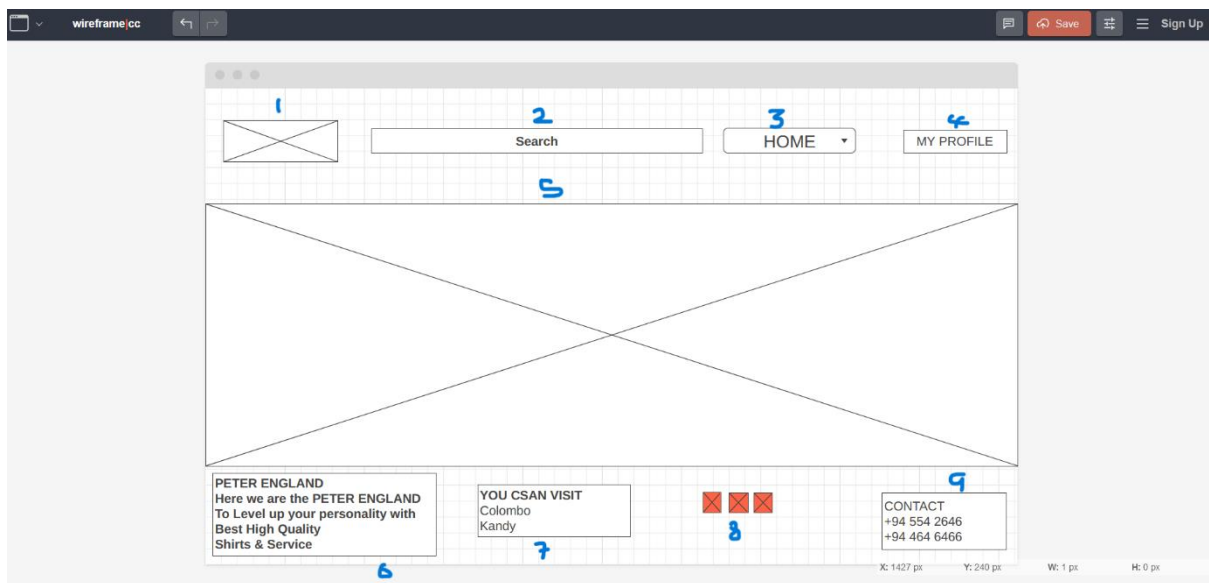 wireframe|cc
Save
Sign Up
1
2
3
4
Search
HOME
MY PROFILE
5
PETER ENGLAND
Here we are the PETER ENGLAND
To Level up your personality with
Best High Quality
Shirts & Service
6
YOU CSAN VISIT
Colombo
Kandy
7
8
9
CONTACT
+94 554 2646
+94 464 6466
X: 1427 px Y: 240 px W: 1 px H: 0 px